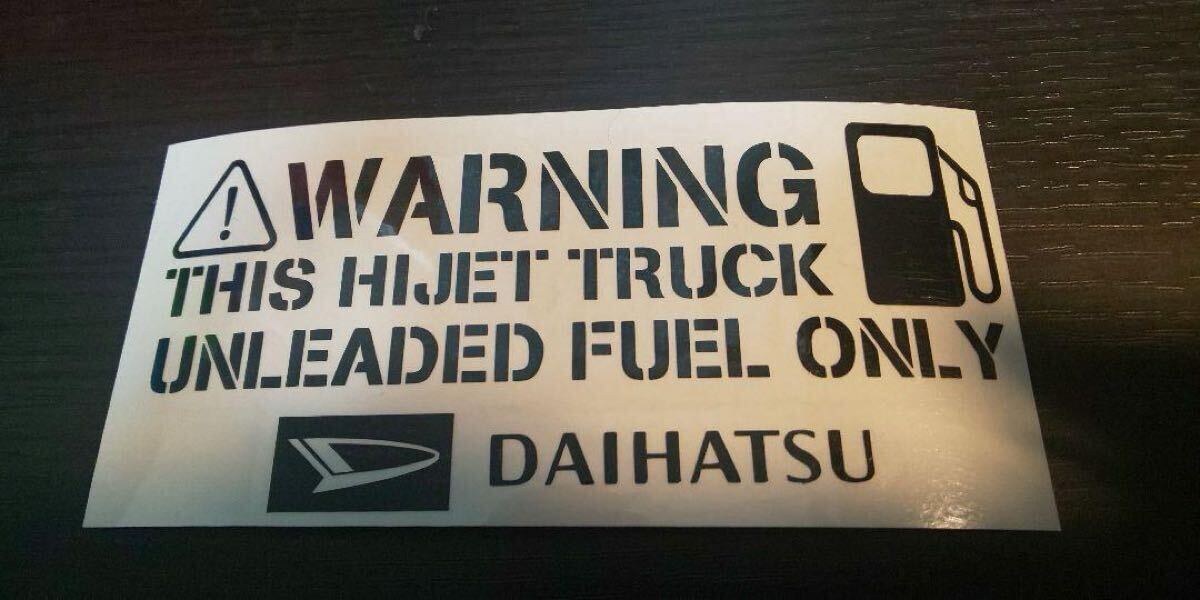 WARNING
THIS HIJET TRUCK
UNLEADED FUEL ONLY
DAIHATSU